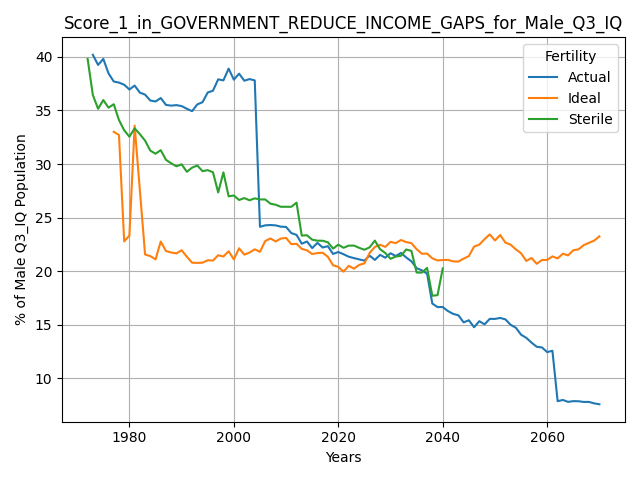 Score_1_in_GOVERNMENT_REDUCE_INCOME_GAPS_for_Male_Q3_IQ
% of Male Q3_IQ Population
40
35
30
25
20
15
10
Fertility
Actual
Ideal
Sterile
1980
2000
2020
2040
2060
Years